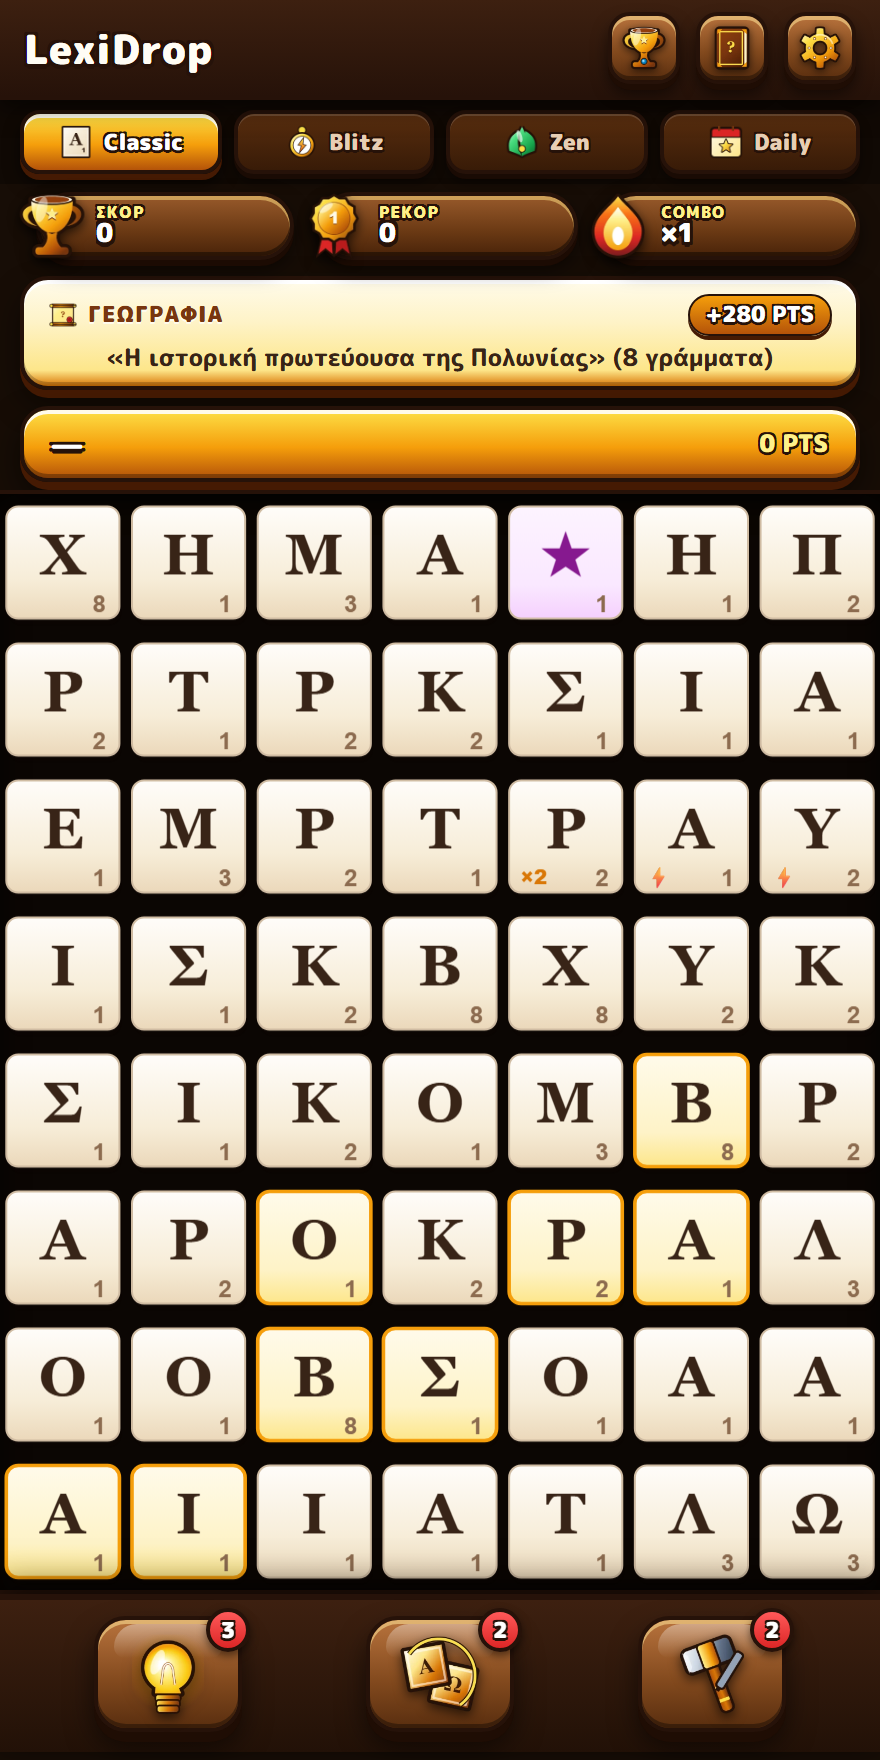 LexiDrop
?
A Classic
Blitz
Zen
Daily
ΣΚΟΡ
0
1
ΡΕΚΟΡ
0
COMBO
×1
? ΓΕΩΓΡΑΦΙΑ
+280 PTS
«Η ιστορική πρωτεύουσα της Πολωνίας» (8 γράμματα)
—
0 PTS
Χ 8 Η 1 Μ 3 Α 1 ★ 1 Η 1 Π 2
Ρ 2 Τ 1 Ρ 2 Κ 2 Σ 1 Ι 1 Α 1
Ε 1 Μ 3 Ρ 2 Τ 1 Ρ ×2 2 Α 1 Υ 2
Ι 1 Σ 1 Κ 2 Β 8 Χ 8 Υ 2 Κ 2
Σ 1 Ι 1 Κ 2 Ο 1 Μ 3 Β 8 Ρ 2
Α 1 Ρ 2 Ο 1 Κ 2 Ρ 2 Α 1 Λ 3
Ο 1 Ο 1 Β 8 Σ 1 Ο 1 Α 1 Α 1
Α 1 Ι 1 Ι 1 Α 1 Τ 1 Λ 3 Ω 3
3
Α Ω 2
2